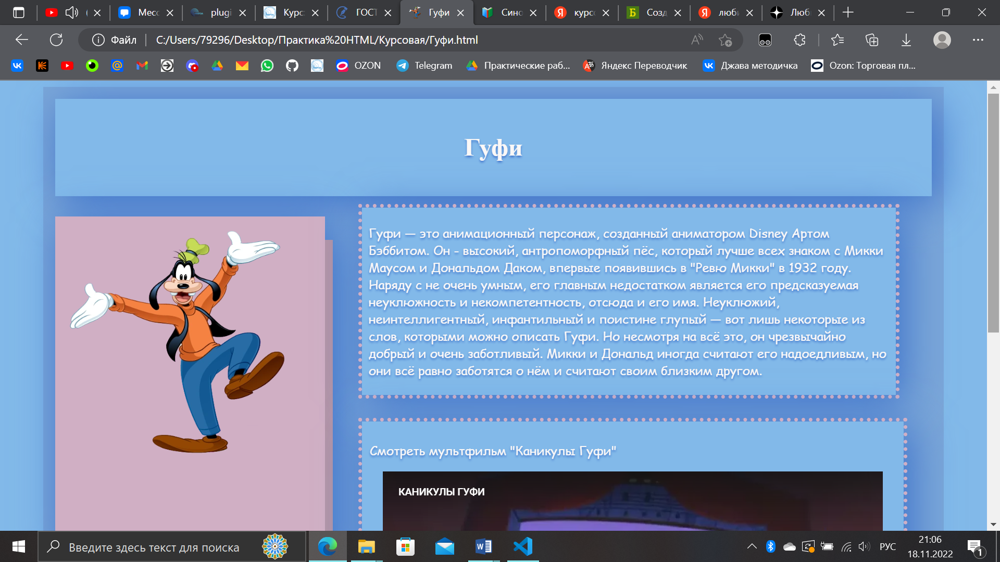 Месс
plugi
Курс:
ГОСТ
Гуфи
Сино
курсо
Созд
люби
Люб
Файл
C:/Users/79296/Desktop/Практика%20HTML/Курсовая/Гуфи.html
OZON
Telegram
Практические раб...
Яндекс Переводчик
Джава методичка
Ozon: Торговая пл...
Гуфи
Гуфи — это анимационный персонаж, созданный аниматором Disney Артом
Бэббитом. Он - высокий, антропоморфный пёс, который лучше всех знаком с Микки
Маусом и Дональдом Даком, впервые появившись в "Ревю Микки" в 1932 году.
Наряду с не очень умным, его главным недостатком является его предсказуемая
неуклюжность и некомпетентность, отсюда и его имя. Неуклюжий,
неинтеллигентный, инфантильный и поистине глупый — вот лишь некоторые из
слов, которыми можно описать Гуфи. Но несмотря на всё это, он чрезвычайно
добрый и очень заботливый. Микки и Дональд иногда считают его надоедливым, но
они всё равно заботятся о нём и считают своим близким другом.
Смотреть мультфильм "Каникулы Гуфи"
КАНИКУЛЫ ГУФИ
Введите здесь текст для поиска
РУС
21:06
18.11.2022
1